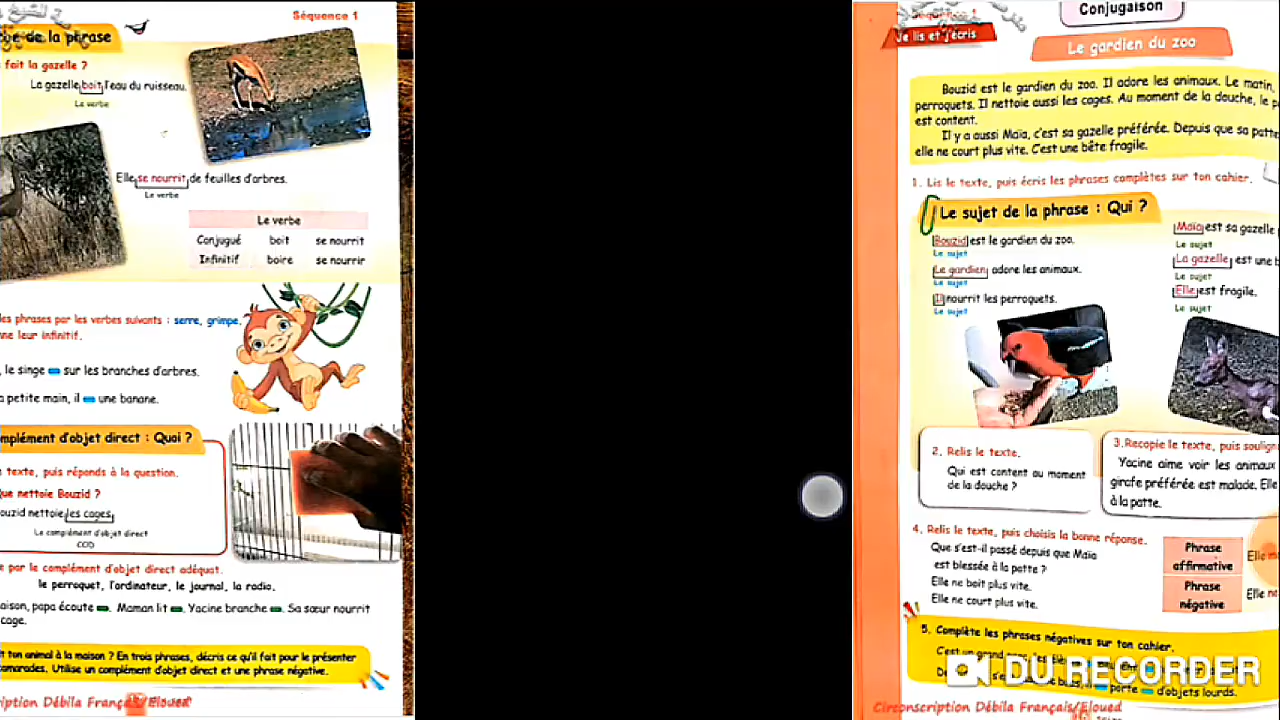 Séquence 1
de la phrase
fait la gazelle ?
La gazelle boit l'eau du ruisseau.
Le verbe
Elle se nourrit de feuilles d'arbres.
Le verbe
Le verbe
Conjugué boit se nourrit
Infinitif boire se nourrir
les phrases par les verbes suivants : serre, grimpe.
leur infinitif.
, le singe sur les branches d'arbres.
petite main, il une banane.
complément d'objet direct : Quoi ?
texte, puis réponds à la question.
Que nettoie Bouzid ?
Bouzid nettoie les cages.
Le complément d'objet direct
COD
par le complément d'objet direct adéquat.
le perroquet, l'ordinateur, le journal, la radio.
maison, papa écoute . Maman lit . Yacine branche . Sa sœur nourrit
cage.
ton animal à la maison ? En trois phrases, décris ce qu'il fait pour le présenter
camarades. Utilise un complément d'objet direct et une phrase négative.
Circonscription Débila Français/Eloued
Séquence 1
Conjugaison
Je lis et j'écris
Le gardien du zoo
Bouzid est le gardien du zoo. Il adore les animaux. Le matin,
perroquets. Il nettoie aussi les cages. Au moment de la douche, le
est content.
Il y a aussi Maïa, c'est sa gazelle préférée. Depuis que sa patte
elle ne court plus vite. C'est une bête fragile.
1. Lis le texte, puis écris les phrases complètes sur ton cahier.
Le sujet de la phrase : Qui ?
Bouzid est le gardien du zoo.
Le sujet
Le gardien adore les animaux.
Le sujet
Il nourrit les perroquets.
Le sujet
Maïa est sa gazelle
Le sujet
La gazelle est une
Le sujet
Elle est fragile.
Le sujet
2. Relis le texte.
Qui est content au moment
de la douche ?
3. Recopie le texte, puis
Yacine aime voir les animaux
girafe préférée est malade. Elle
à la patte.
4. Relis le texte, puis choisis la bonne réponse.
Que s'est-il passé depuis que Maïa
est blessée à la patte ?
Elle ne boit plus vite.
Elle ne court plus vite.
Phrase
affirmative
Elle
Phrase
négative
Elle
5. Complète les phrases négatives sur ton cahier.
C'est un grand
porte d'objets lourds.
DU RECORDER
Circonscription Débila Français/Eloued